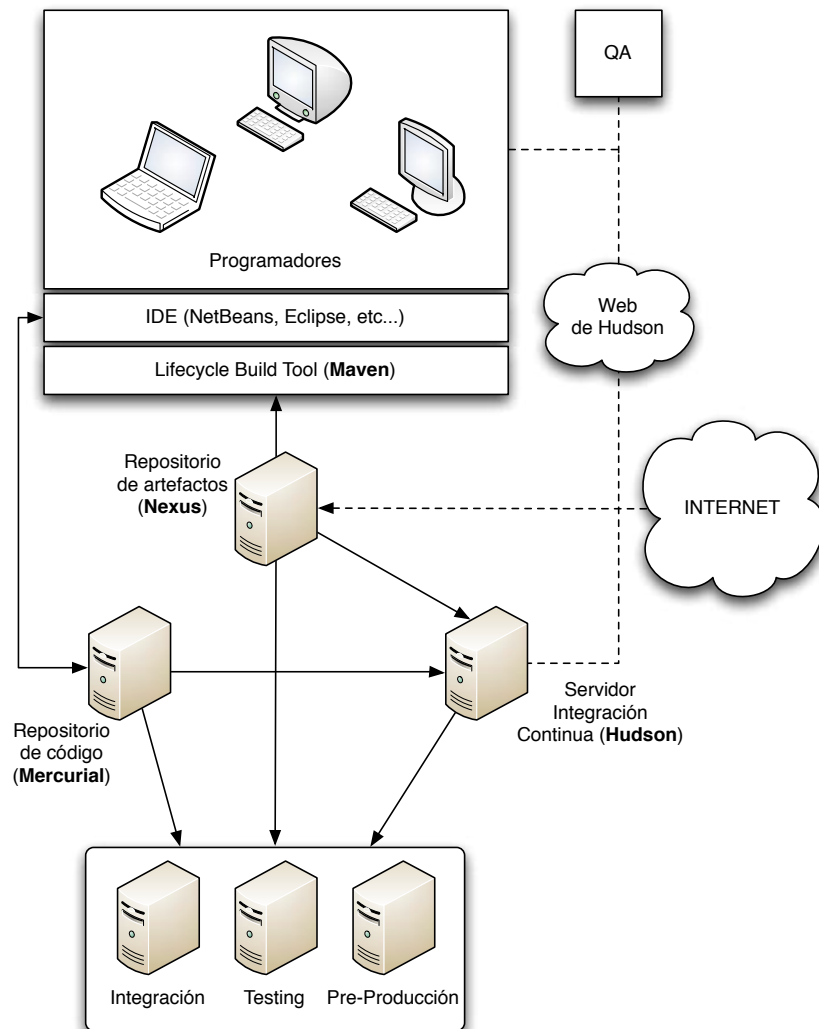 QA
Programadores
IDE (NetBeans, Eclipse, etc...)
Web
de Hudson
Lifecycle Build Tool (Maven)
Repositorio
de artefactos
(Nexus)
INTERNET
Servidor
Integración
Continua (Hudson)
Repositorio
de código
(Mercurial)
Integración
Testing
Pre-Producción